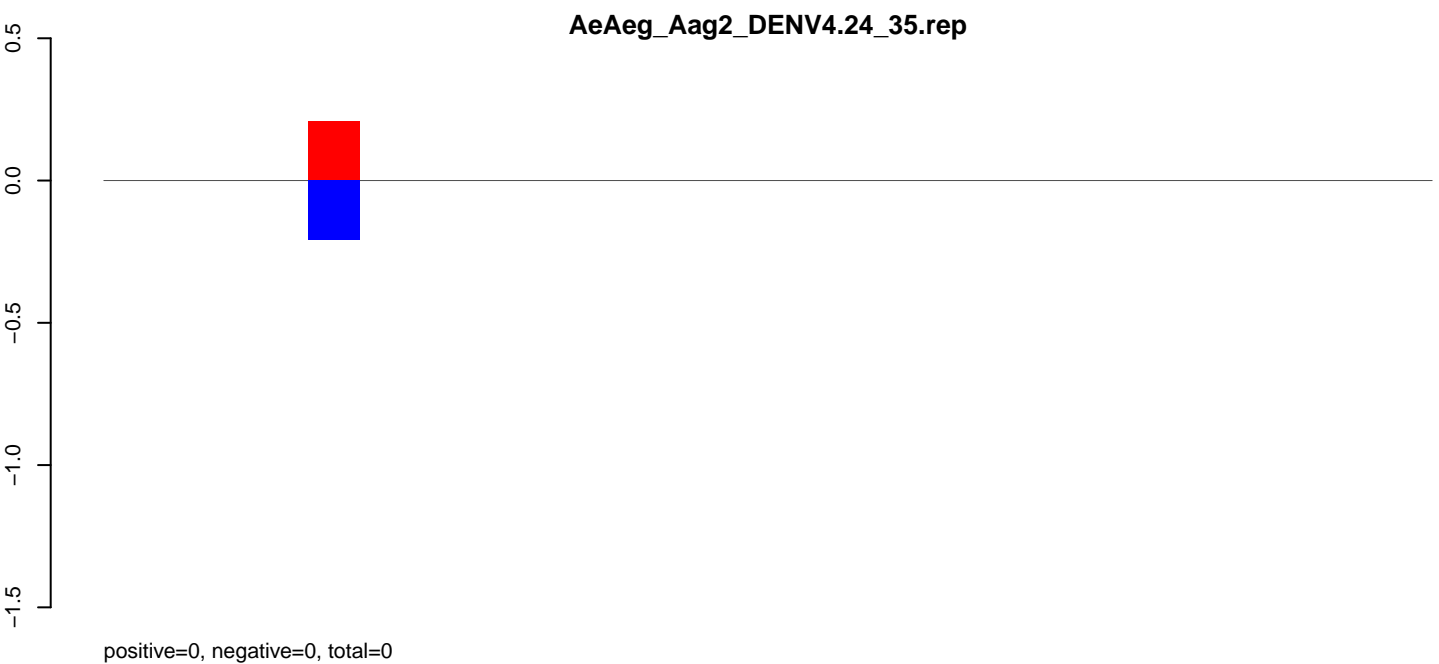 AeAeg_Aag2_DENV4.24_35.rep
0.5
0.0
−0.5
−1.0
−1.5
positive=0, negative=0, total=0